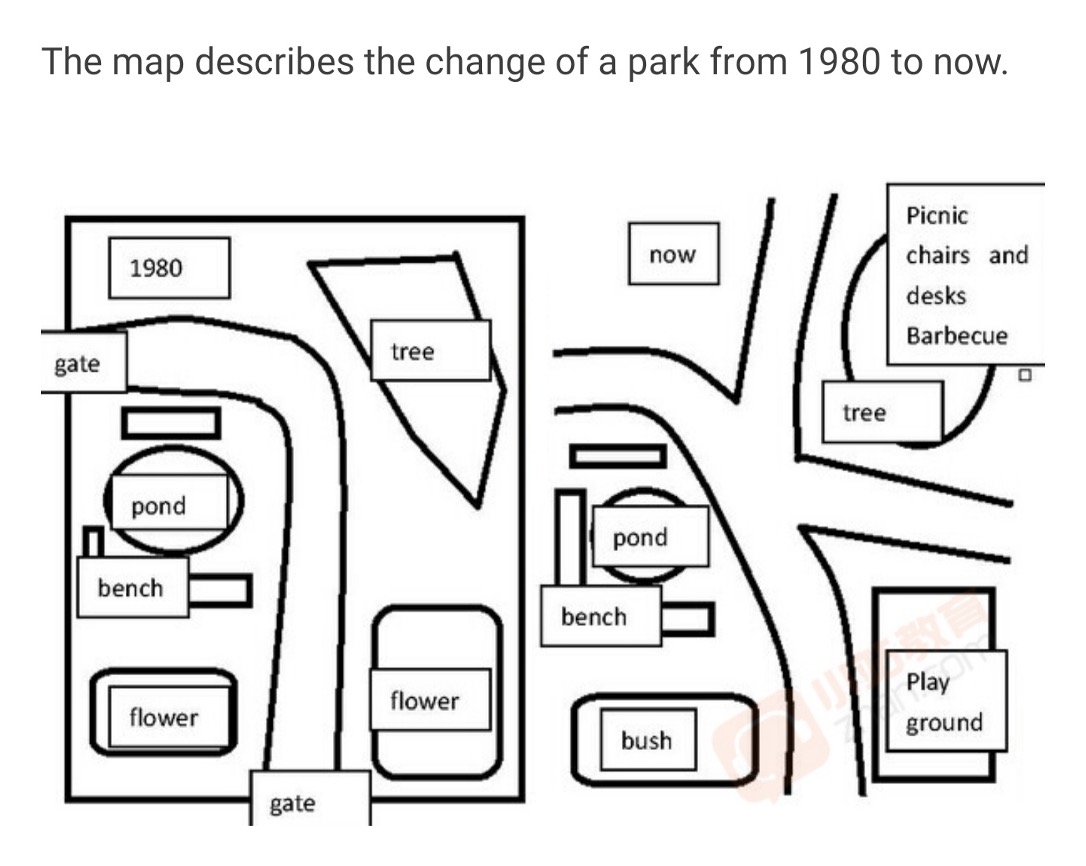 The map describes the change of a park from 1980 to now.
1980
gate
tree
pond
bench
flower
flower
gate
now
Picnic
chairs and
desks
Barbecue
tree
pond
bench
bush
Play
ground